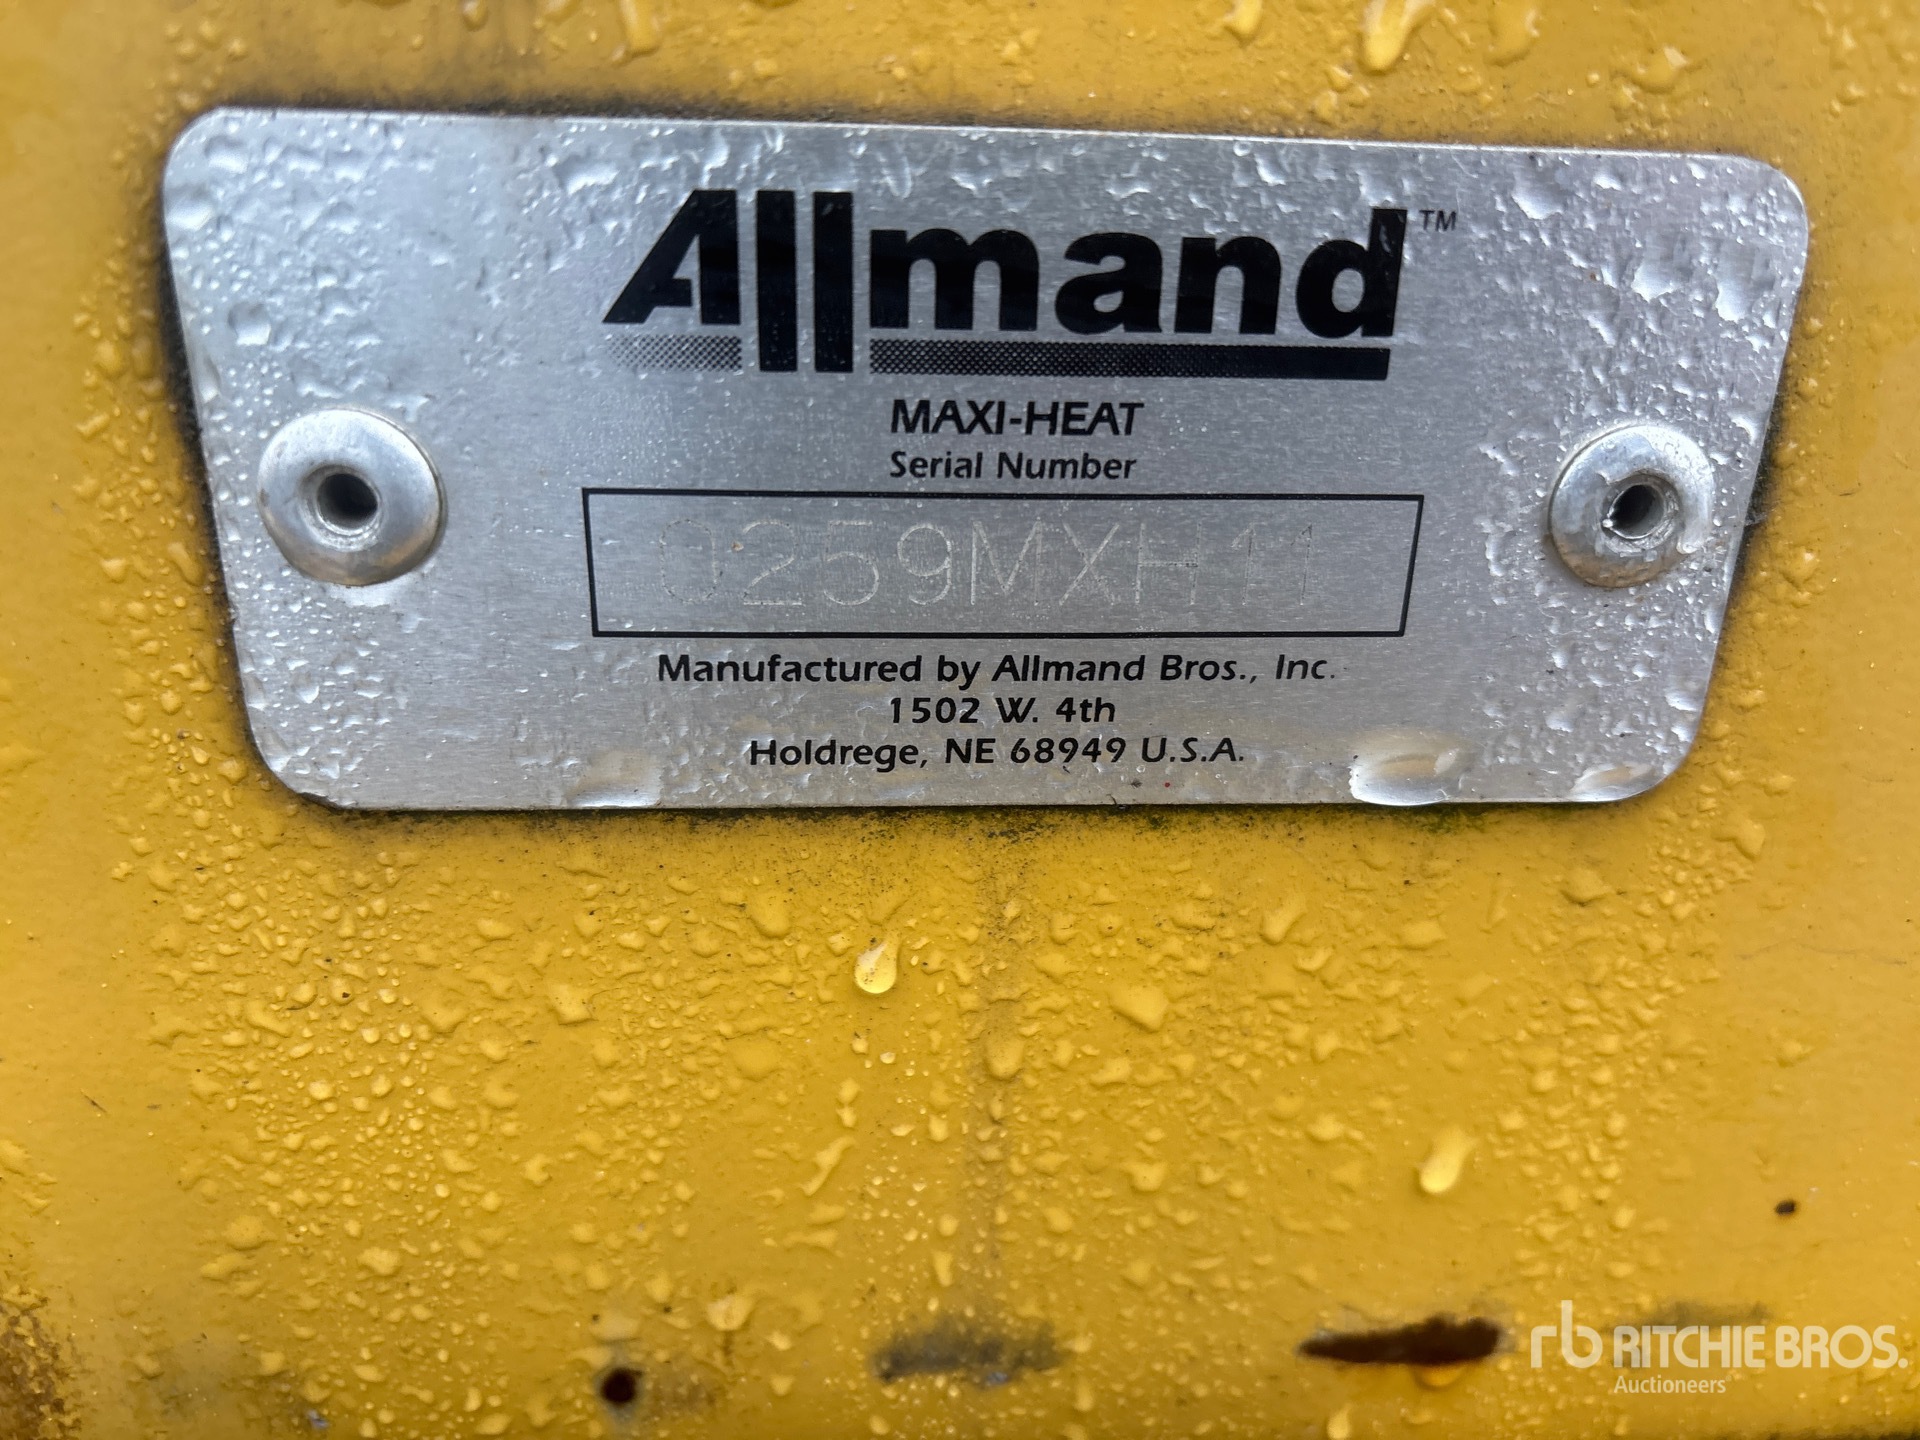 Allmand™
MAXI-HEAT
Serial Number
0259MXH11
Manufactured by Allmand Bros., Inc.
1502 W. 4th
Holdrege, NE 68949 U.S.A.
rb RITCHIE BROS.
Auctioneers